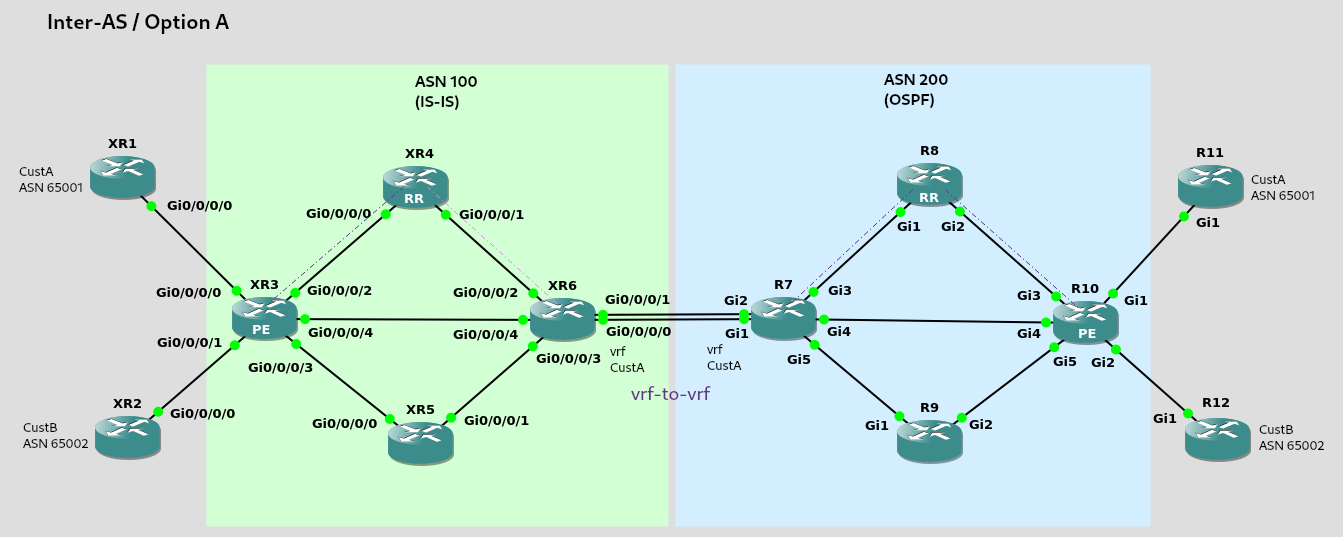 Inter-AS / Option A
ASN 100
(IS-IS)
ASN 200
(OSPF)
XR1
CustA
ASN 65001
Gi0/0/0/0
XR4
RR
Gi0/0/0/0
Gi0/0/0/1
R8
RR
Gi1
Gi2
R11
CustA
ASN 65001
Gi1
XR3
PE
Gi0/0/0/0
Gi0/0/0/2
Gi0/0/0/1
Gi0/0/0/4
Gi0/0/0/3
XR6
Gi0/0/0/2
Gi0/0/0/1
Gi0/0/0/4
Gi0/0/0/0
Gi0/0/0/3
vrf
CustA
vrf-to-vrf
R7
Gi2
Gi3
Gi1
Gi4
Gi5
vrf
CustA
R10
PE
Gi3
Gi1
Gi4
Gi5
Gi2
XR2
CustB
ASN 65002
Gi0/0/0/0
XR5
Gi0/0/0/0
Gi0/0/0/1
R9
Gi1
Gi2
R12
Gi1
CustB
ASN 65002